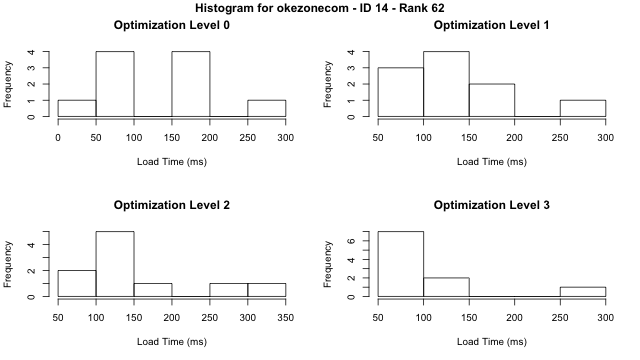 Histogram for okezonecom - ID 14 - Rank 62
Optimization Level 0
Frequency
0 1 2 3 4
0 50 100 150 200 250 300
Load Time (ms)
Optimization Level 1
Frequency
0 1 2 3 4
50 100 150 200 250 300
Load Time (ms)
Optimization Level 2
Frequency
0 2 4
50 100 150 200 250 300 350
Load Time (ms)
Optimization Level 3
Frequency
0 2 4 6
50 100 150 200 250 300
Load Time (ms)